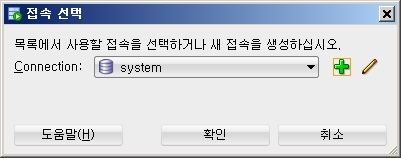 접속 선택
목록에서 사용할 접속을 선택하거나 새 접속을 생성하십시오.
Connection: system
도움말(H) 확인 취소